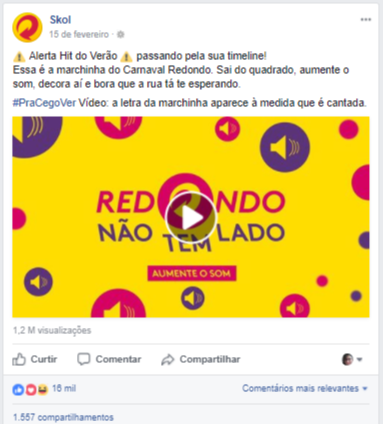 Skol
15 de fevereiro ·
⚠ Alerta Hit do Verão ⚠ passando pela sua timeline!
Essa é a marchinha do Carnaval Redondo. Sai do quadrado, aumente o
som, decora aí e bora que a rua tá te esperando.
#PraCegoVer Vídeo: a letra da marchinha aparece à medida que é cantada.
REDONDO
NÃO TEM LADO
AUMENTE O SOM
1,2 M visualizações
Curtir Comentar Compartilhar
16 mil Comentários mais relevantes
1.557 compartilhamentos